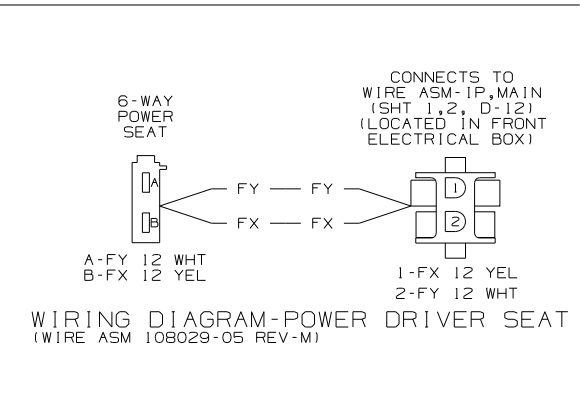 CONNECTS TO
WIRE ASM-IP,MAIN
(SHT 1,2, D-12)
(LOCATED IN FRONT
ELECTRICAL BOX)
6-WAY
POWER
SEAT
A
B
FY FY
FX FX
1
2
A-FY 12 WHT
B-FX 12 YEL
1-FX 12 YEL
2-FY 12 WHT
WIRING DIAGRAM-POWER DRIVER SEAT
(WIRE ASM 108029-05 REV-M)